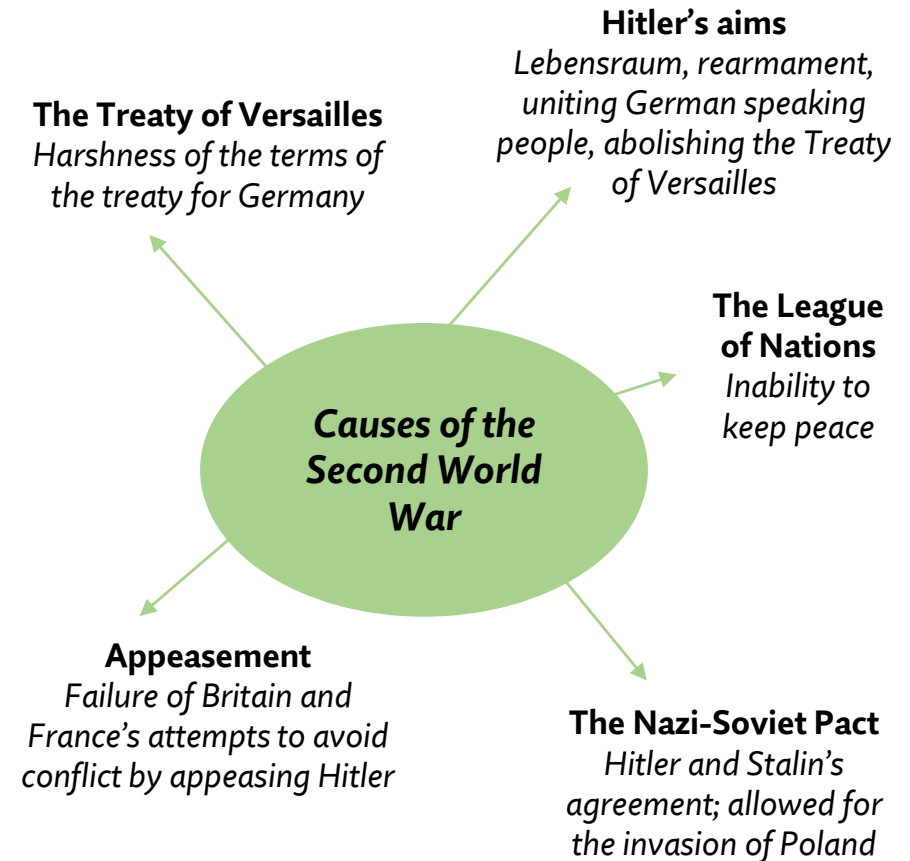 Hitler's aims
Lebensraum, rearmament,
uniting German speaking
people, abolishing the Treaty
of Versailles
The Treaty of Versailles
Harshness of the terms of
the treaty for Germany
The League
of Nations
Inability to
keep peace
Causes of the
Second World
War
Appeasement
Failure of Britain and
France's attempts to avoid
conflict by appeasing Hitler
The Nazi-Soviet Pact
Hitler and Stalin's
agreement; allowed for
the invasion of Poland